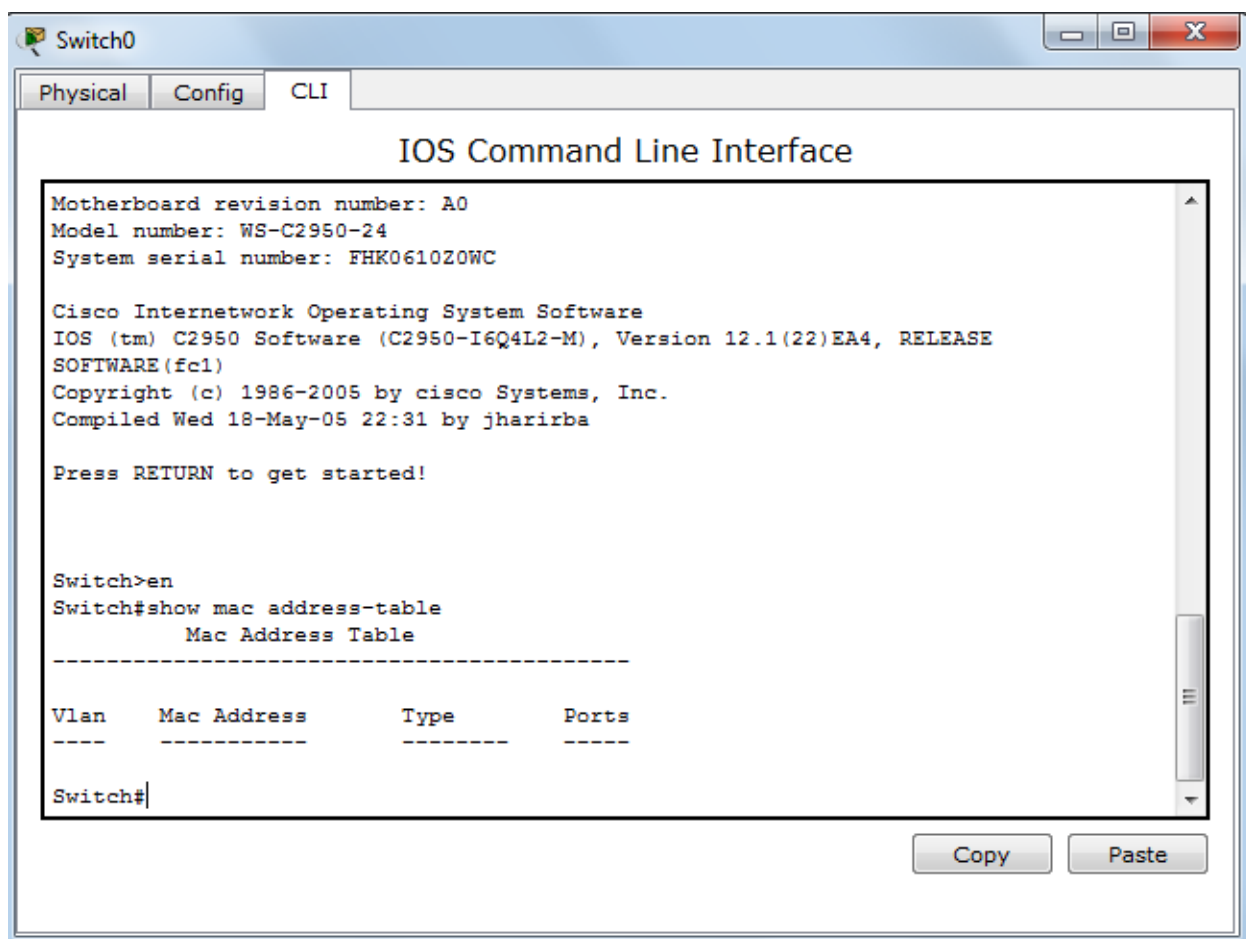 Switch0
Physical Config CLI
IOS Command Line Interface
Motherboard revision number: A0
Model number: WS-C2950-24
System serial number: FHK0610Z0WC
Cisco Internetwork Operating System Software
IOS (tm) C2950 Software (C2950-I6Q4L2-M), Version 12.1(22)EA4, RELEASE
SOFTWARE(fc1)
Copyright (c) 1986-2005 by cisco Systems, Inc.
Compiled Wed 18-May-05 22:31 by jharirba
Press RETURN to get started!
Switch>en
Switch#show mac address-table
Mac Address Table
-------------------------------------------
Vlan Mac Address Type Ports
---- ----------- -------- -----
Switch#
Copy Paste